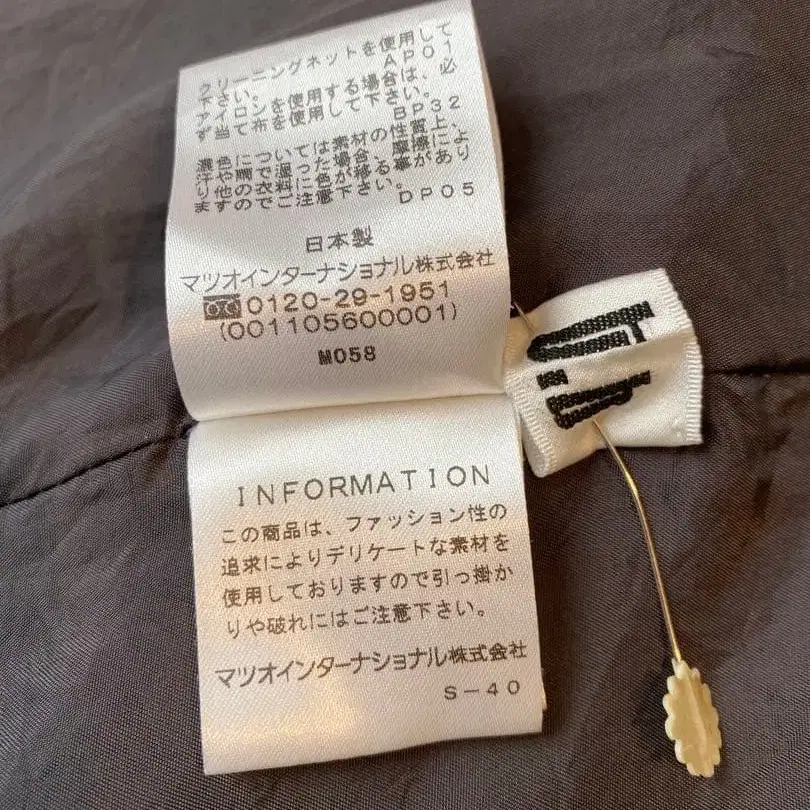 クリーニングネットを使用して
下さい。 AP01
アイロンを使用する場合は、必
ず当て布を使用して下さい。
BP32
濃色については素材の性質上、
汗や雨で湿った場合、摩擦によ
り他の衣料に色が移る事があり
ますのでご注意下さい。
DP05
日本製
マツオインターナショナル株式会社
0120-29-1951
(001105600001)
M058
INFORMATION
この商品は、ファッション性の
追求によりデリケートな素材を
使用しておりますので引っ掛か
りや破れにはご注意下さい。
マツオインターナショナル株式会社
S-40